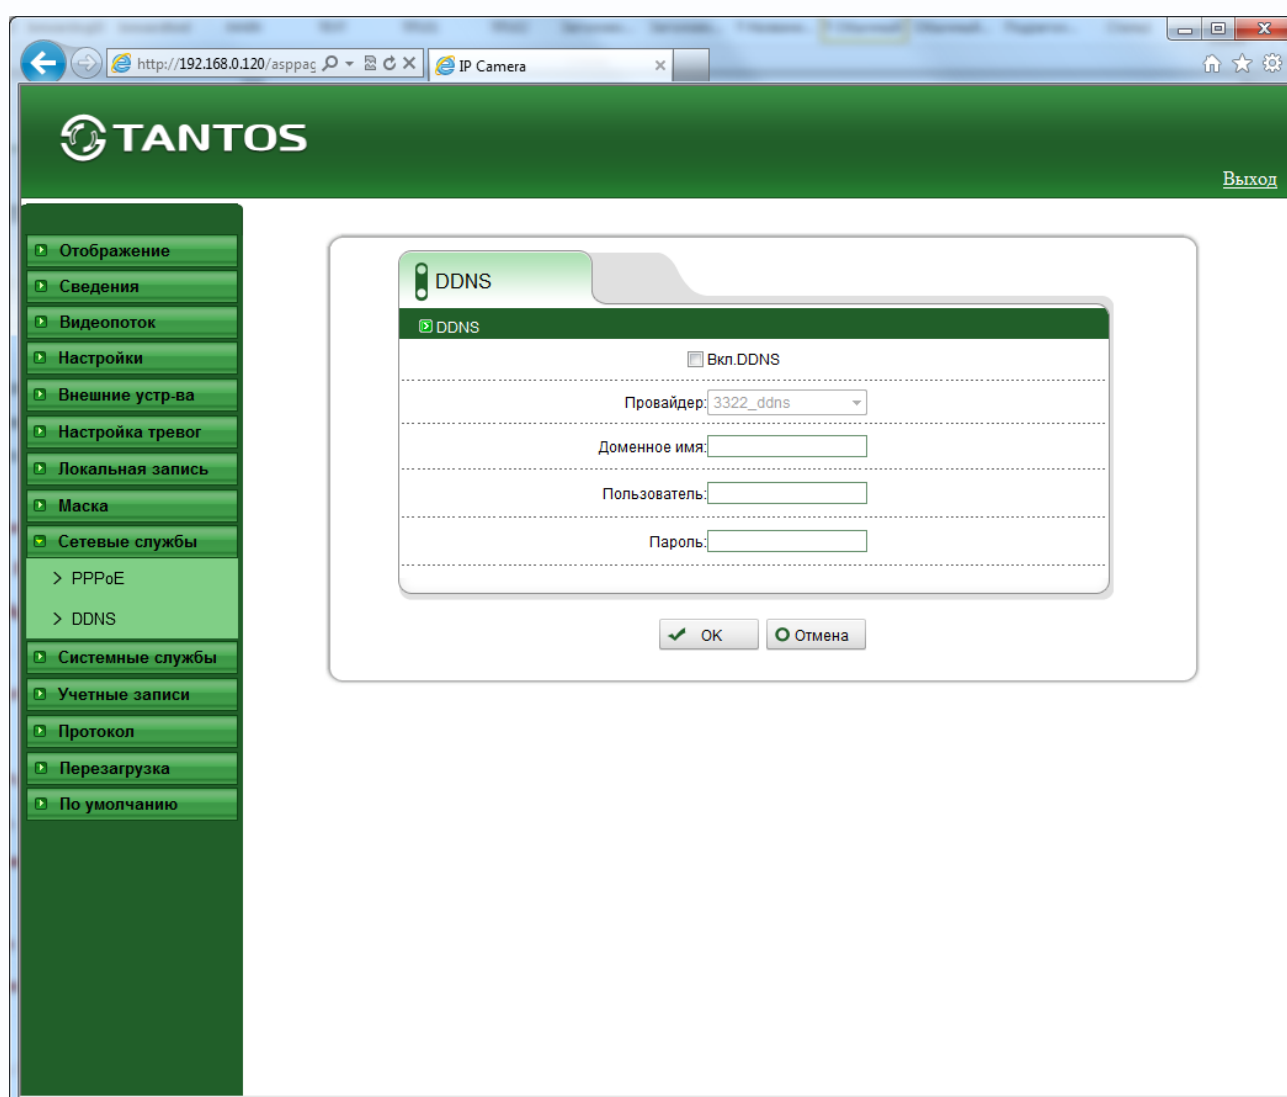 http://192.168.0.120/asppag
IP Camera
TANTOS
Выход
Отображение
Сведения
Видеопоток
Настройки
Внешние устр-ва
Настройка тревог
Локальная запись
Маска
Сетевые службы
> PPPoE
> DDNS
Системные службы
Учетные записи
Протокол
Перезагрузка
По умолчанию
DDNS
DDNS
Вкл.DDNS
Провайдер: 3322_ddns
Доменное имя:
Пользователь:
Пароль:
OK
Отмена